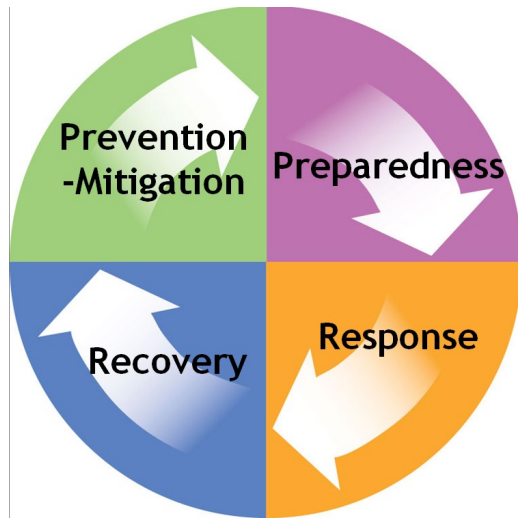 Prevention
-Mitigation
Preparedness
Response
Recovery